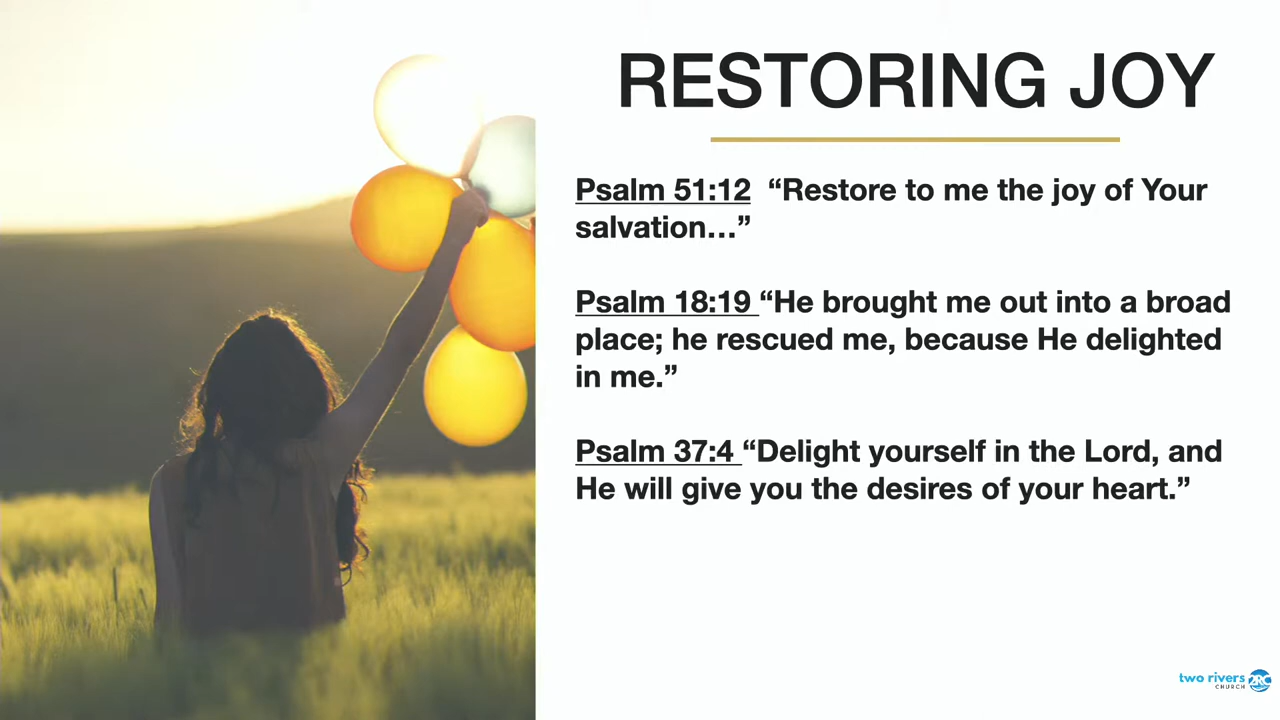 RESTORING JOY
Psalm 51:12  “Restore to me the joy of Your
salvation…”
Psalm 18:19 “He brought me out into a broad
place; he rescued me, because He delighted
in me.”
Psalm 37:4 “Delight yourself in the Lord, and
He will give you the desires of your heart.”
two rivers
CHURCH
2RC